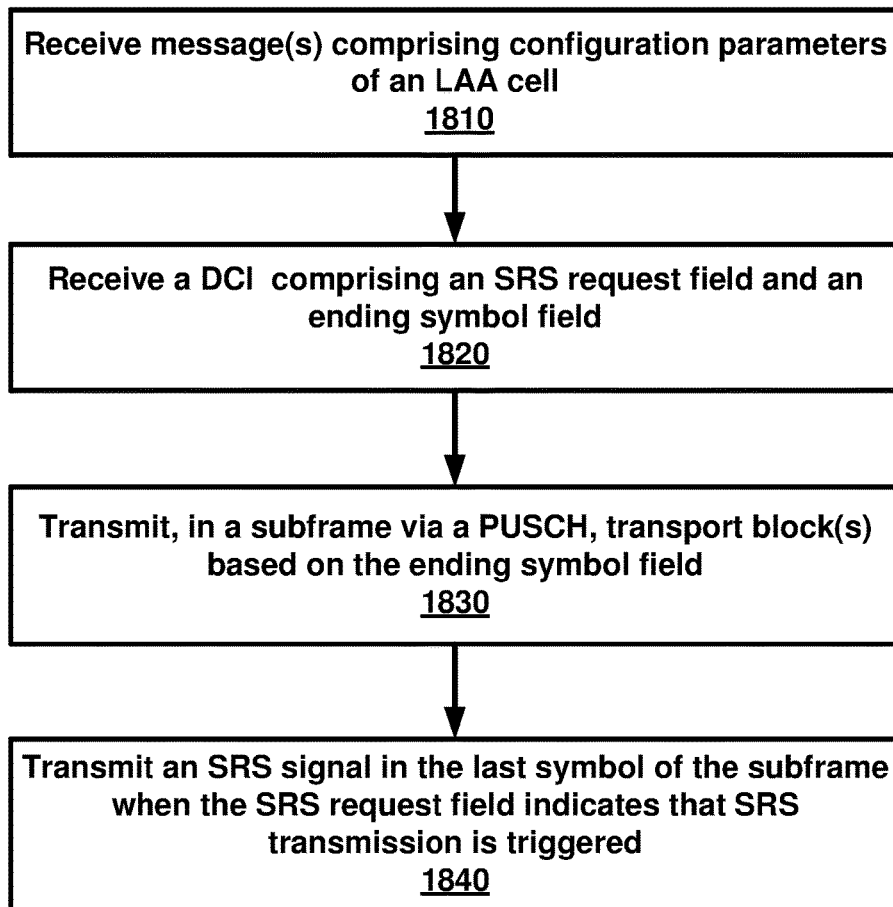 Receive message(s) comprising configuration parameters
of an LAA cell
1810
Receive a DCI comprising an SRS request field and an
ending symbol field
1820
Transmit, in a subframe via a PUSCH, transport block(s)
based on the ending symbol field
1830
Transmit an SRS signal in the last symbol of the subframe
when the SRS request field indicates that SRS
transmission is triggered
1840